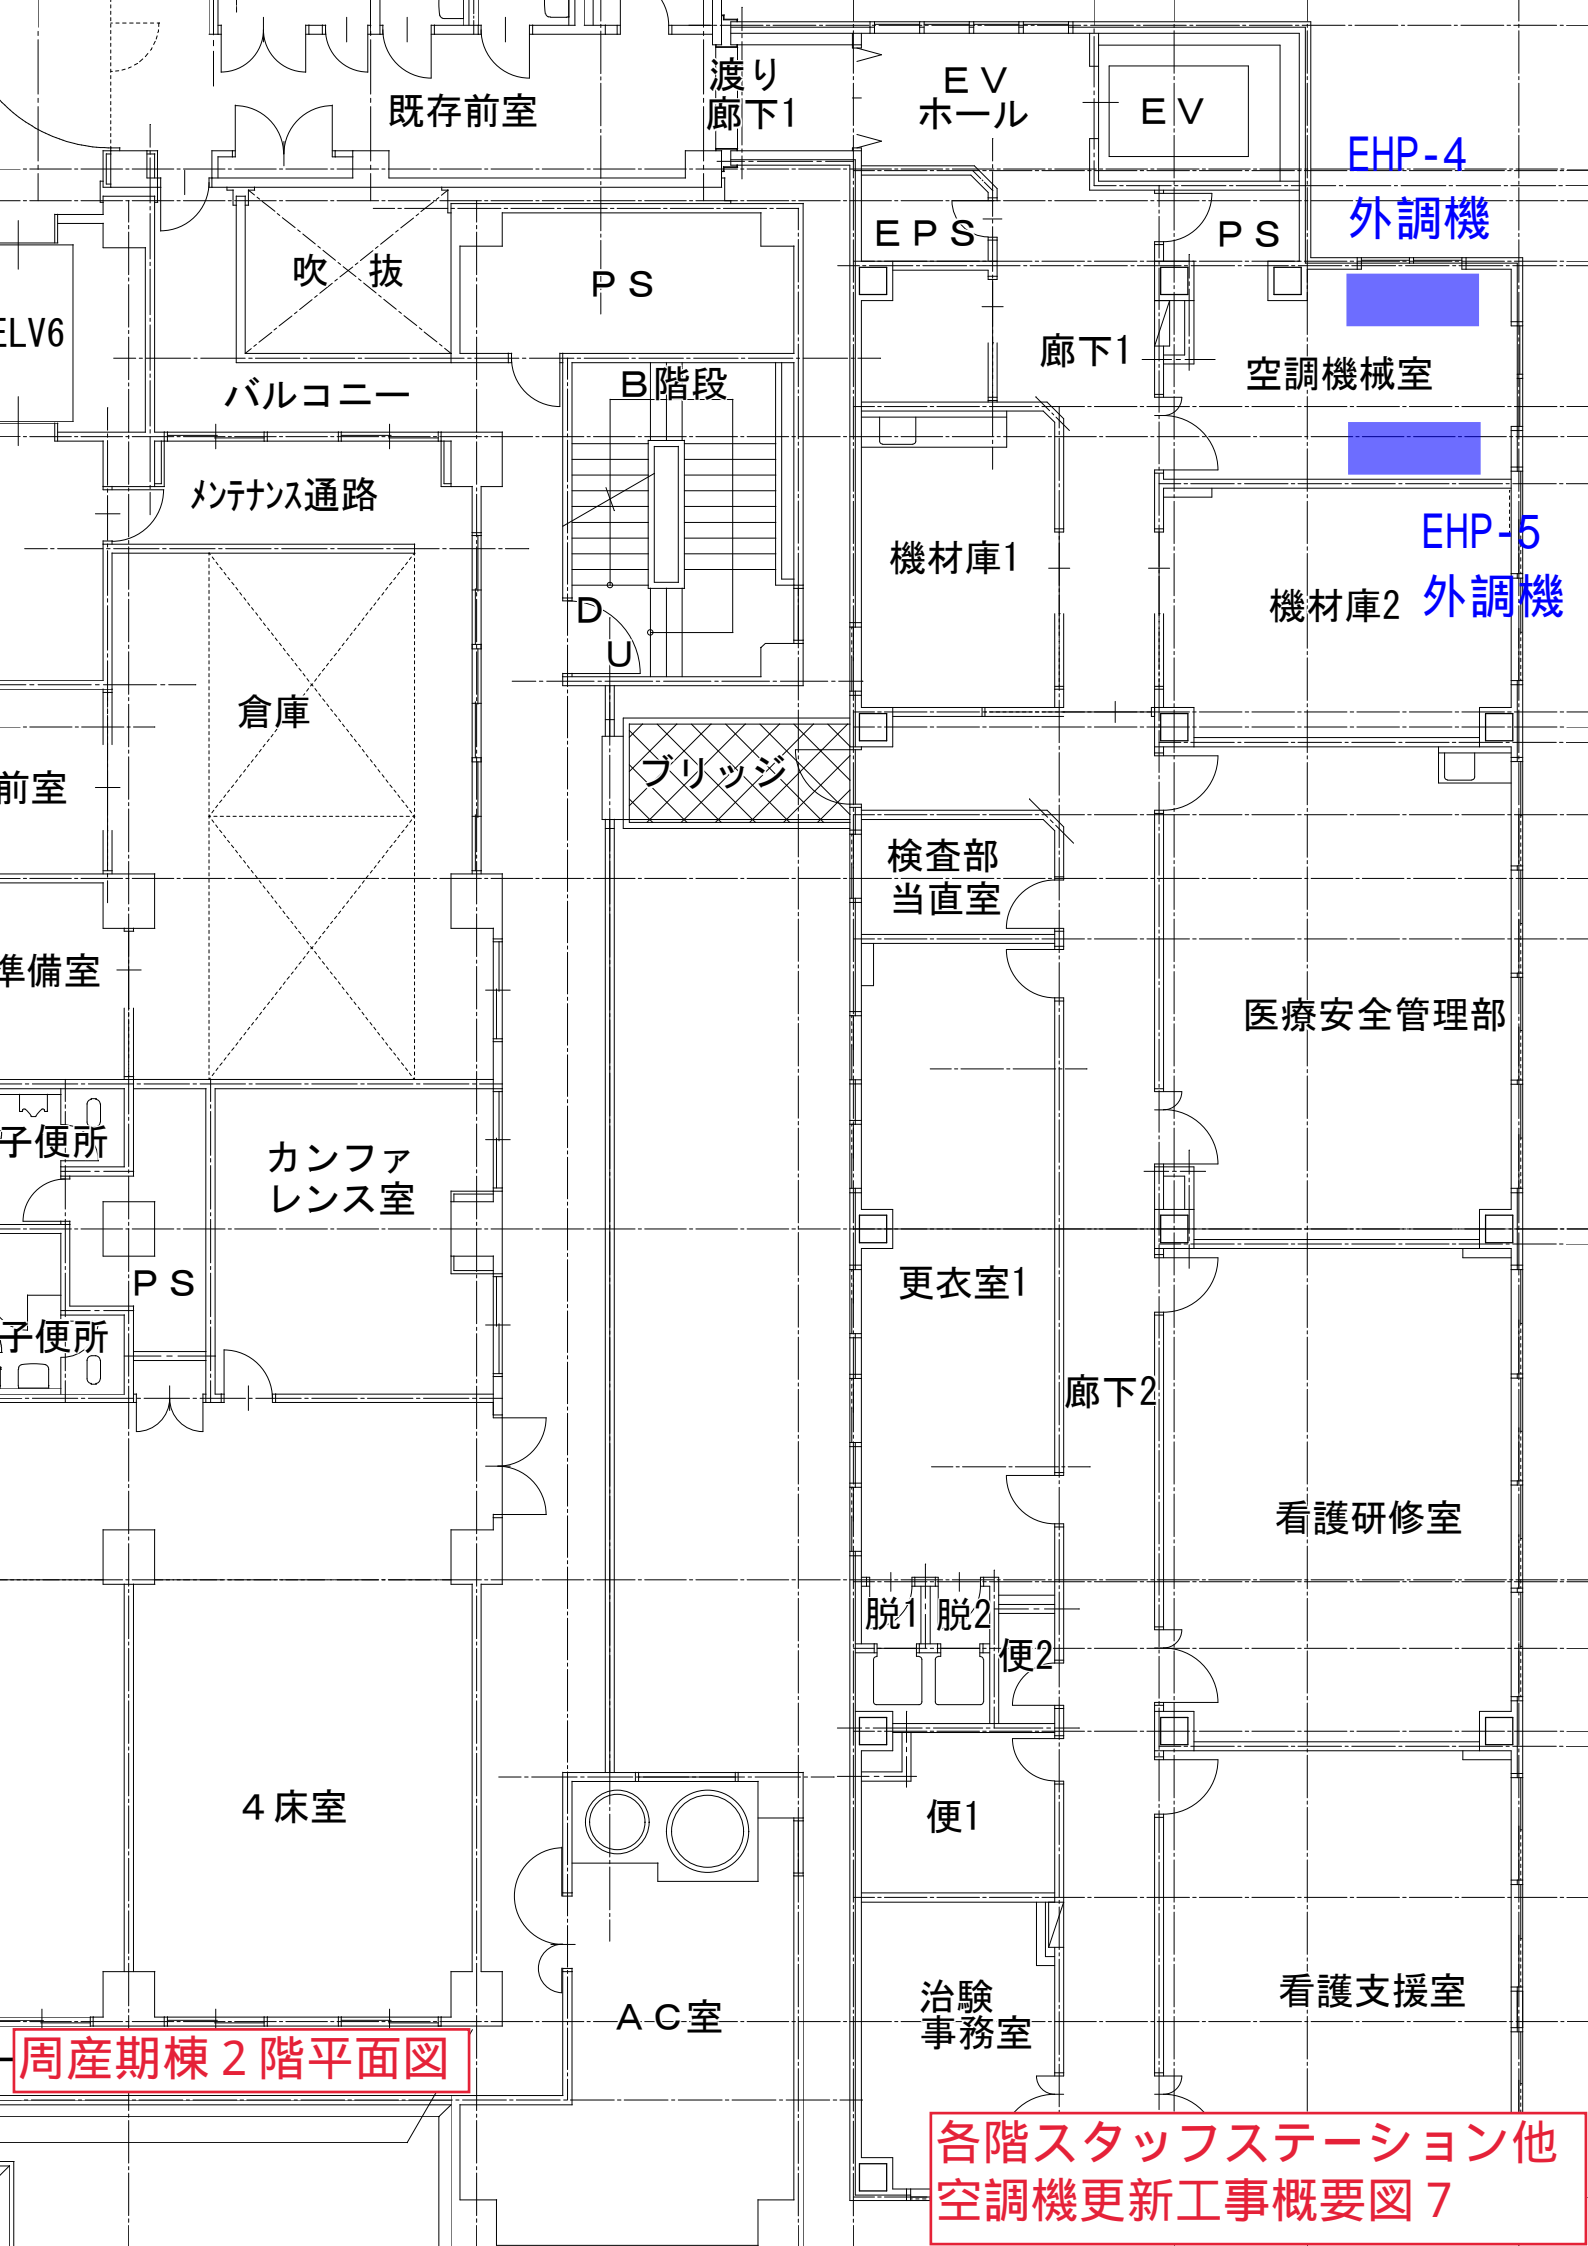 渡り
廊下1
ＥＶ
ホール
ＥＶ
既存前室
EHP-4
外調機
ＥＰＳ
ＰＳ
吹　抜
ＰＳ
ELV6
廊下1
空調機械室
バルコニー
Ｂ階段
メンテナンス通路
EHP-5
外調機
機材庫1
機材庫2
D
U
倉庫
ブリッジ
前室
検査部
当直室
準備室
医療安全管理部
子便所
カンファ
レンス室
ＰＳ
更衣室1
子便所
廊下2
看護研修室
脱1
脱2
便2
４床室
便1
ＡＣ室
治験
事務室
看護支援室
周産期棟２階平面図
各階スタッフステーション他
空調機更新工事概要図７